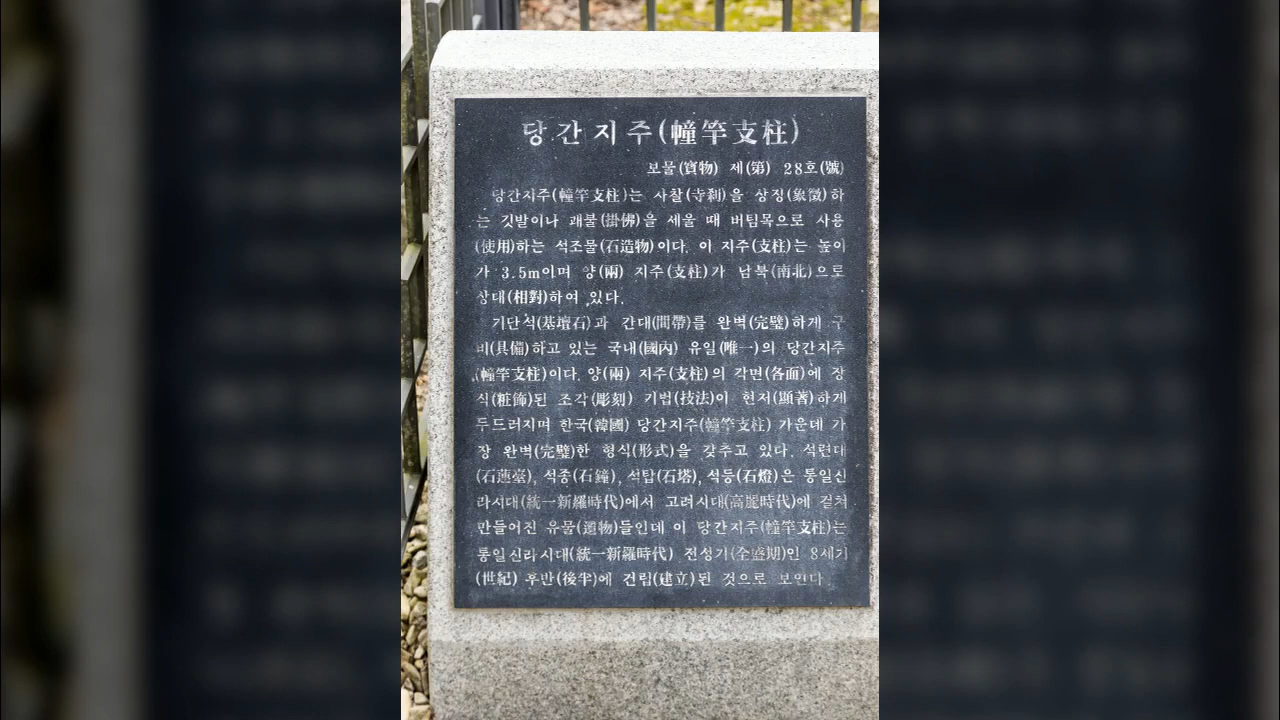 당간지주(幢竿支柱)
보물(寶物) 제(第) 28호(號)
당간지주(幢竿支柱)는 사찰(寺刹)을 상징(象徵)하
는 깃발이나 괘불(掛佛)을 세울 때 버팀목으로 사용
(使用)하는 석조물(石造物)이다. 이 지주(支柱)는 높이
가 3.5m이며 양(兩) 지주(支柱)가 남북(南北)으로
상대(相對)하여 있다.
기단석(基壇石)과 간대(間帶)를 완벽(完璧)하게 구
비(具備)하고 있는 국내(國內) 유일(唯一)의 당간지주
(幢竿支柱)이다. 양(兩) 지주(支柱)의 각면(各面)에 장
식(粧飾)된 조각(彫刻) 기법(技法)이 현저(顯著)하게
두드러지며 한국(韓國) 당간지주(幢竿支柱) 가운데 가
장 완벽(完璧)한 형식(形式)을 갖추고 있다. 석련대
(石蓮臺), 석종(石鐘), 석탑(石塔), 석등(石燈)은 통일신
라시대(統一新羅時代)에서 고려시대(高麗時代)에 걸쳐
만들어진 유물(遺物)들인데 이 당간지주(幢竿支柱)는
통일신라시대(統一新羅時代) 전성기(全盛期)인 8세기
(世紀) 후반(後半)에 건립(建立)된 것으로 보인다.